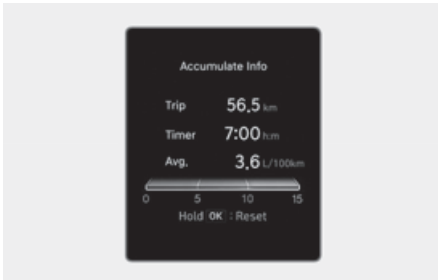 Accumulate Info
Trip 56.5 km
Timer 7:00 h:m
Avg. 3.6 L/100km
0 5 10 15
Hold OK : Reset